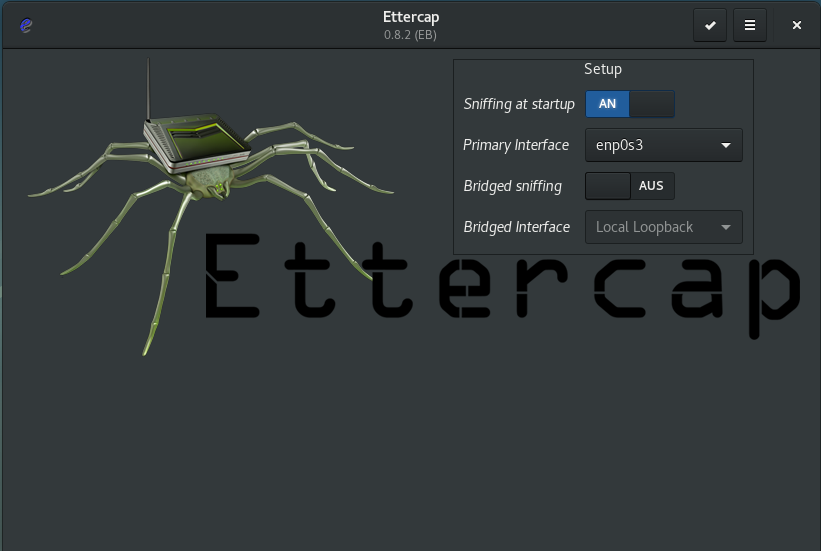 Ettercap
0.8.2 (EB)
Setup
Sniffing at startup AN
Primary Interface enp0s3
Bridged sniffing AUS
Bridged Interface Local Loopback
Ettercap